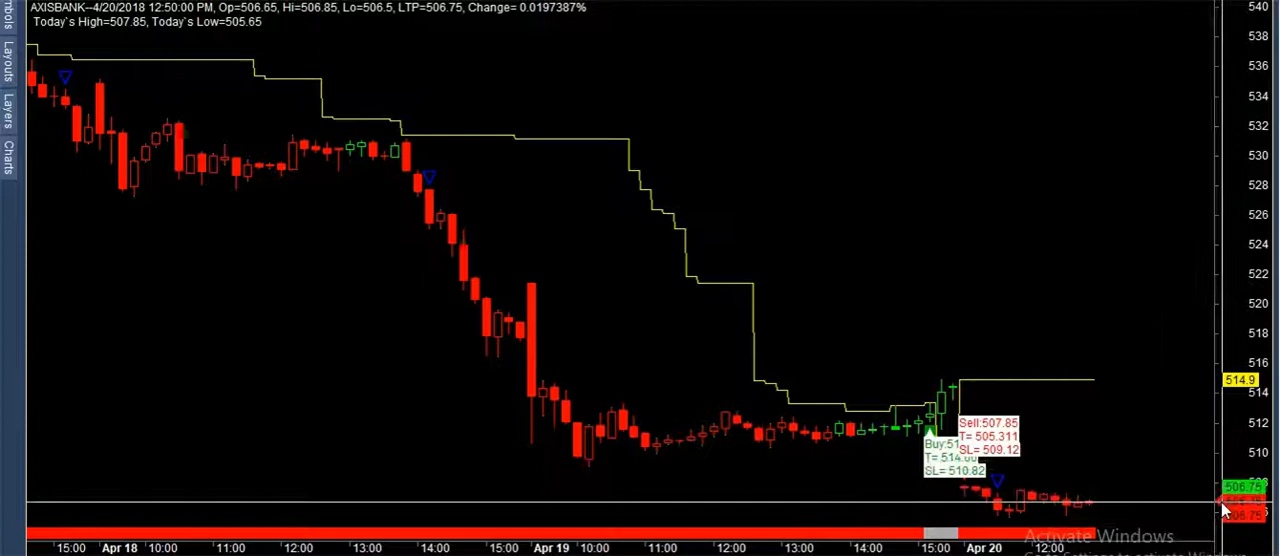 AXISBANK--4/20/2018 12:50:00 PM, Op=506.65, Hi=506.85, Lo=506.5, LTP=506.75, Change= 0.0197387%
Today`s High=507.85, Today`s Low=505.65
Layouts
Layers
Charts
540
538
536
534
532
530
528
526
524
522
520
518
516
514.9
514
512
510
506.75
506.75
Sell:507.85
T= 505.311
SL= 509.12
SL= 510.82
15:00 Apr 18 10:00 11:00 12:00 13:00 14:00 15:00 Apr 19 10:00 11:00 12:00 13:00 14:00 15:00 Apr 20 12:00
Activate Windows